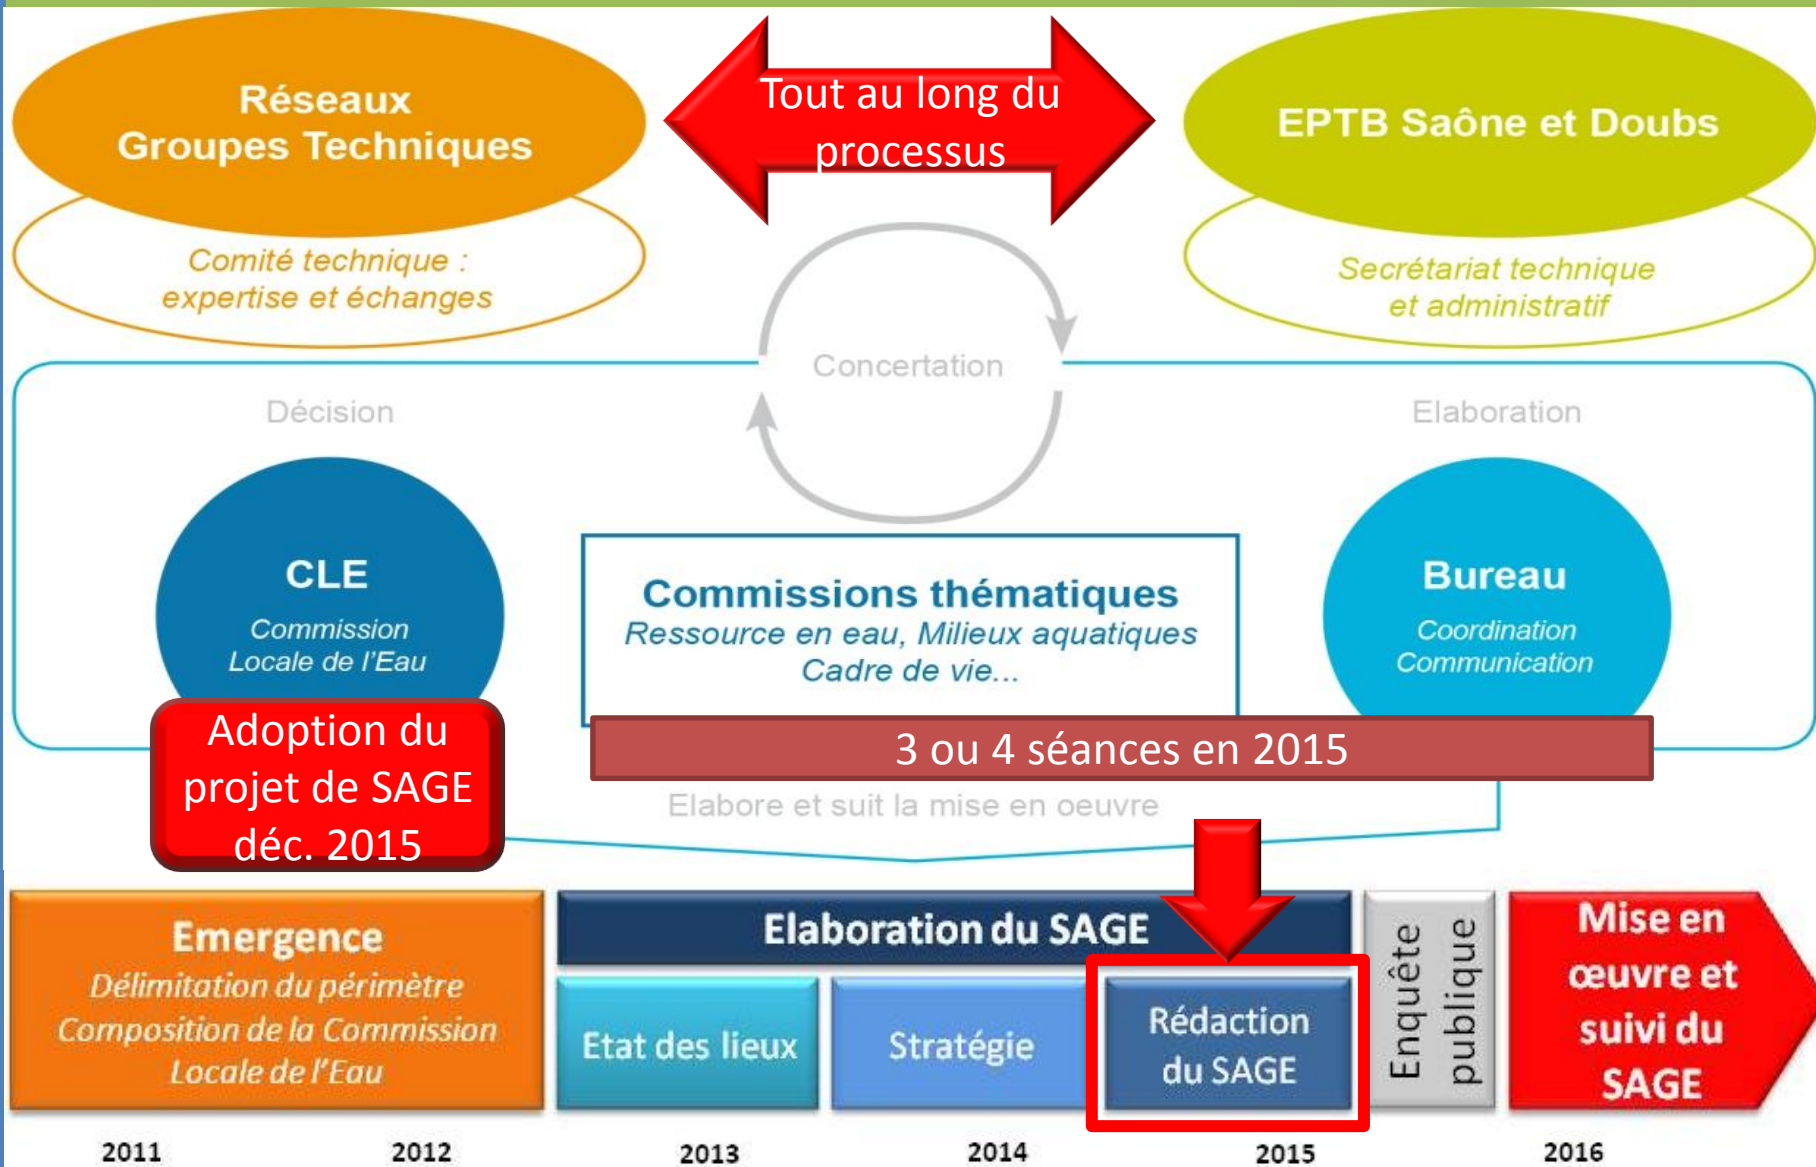 Réseaux
Groupes Techniques
Comité technique :
expertise et échanges
Tout au long du
processus
EPTB Saône et Doubs
Secrétariat technique
et administratif
Concertation
Décision
Elaboration
CLE
Commission
Locale de l'Eau
Commissions thématiques
Ressource en eau, Milieux aquatiques
Cadre de vie...
Bureau
Coordination
Communication
Adoption du
projet de SAGE
déc. 2015
3 ou 4 séances en 2015
Elabore et suit la mise en oeuvre
Emergence
Délimitation du périmètre
Composition de la Commission
Locale de l'Eau
Elaboration du SAGE
Etat des lieux
Stratégie
Rédaction
du SAGE
Enquête
publique
Mise en
œuvre et
suivi du
SAGE
2011
2012
2013
2014
2015
2016